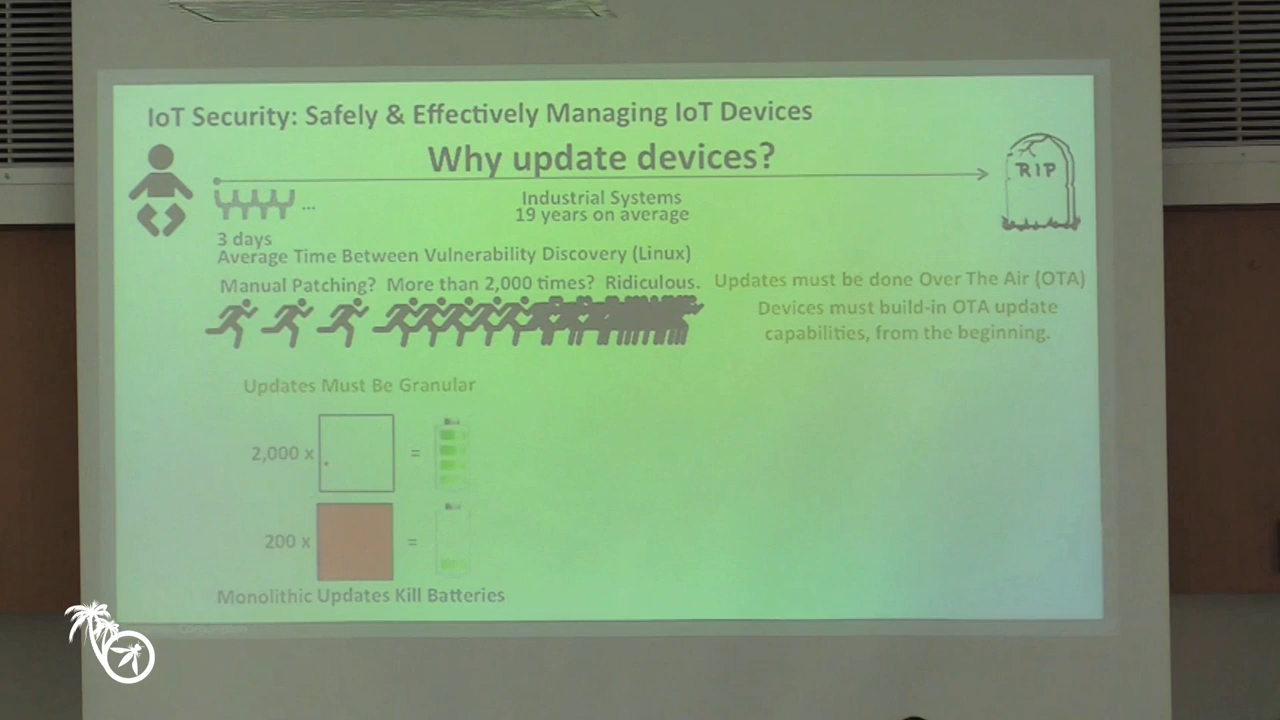 IoT Security: Safely & Effectively Managing IoT Devices
Why update devices?
RIP
Industrial Systems
19 years on average
...
3 days
Average Time Between Vulnerability Discovery (Linux)
Manual Patching? More than 2,000 times? Ridiculous.
Updates must be done Over The Air (OTA)
Devices must build-in OTA update
capabilities, from the beginning.
Updates Must Be Granular
2,000 x =
200 x =
Monolithic Updates Kill Batteries
Corporation